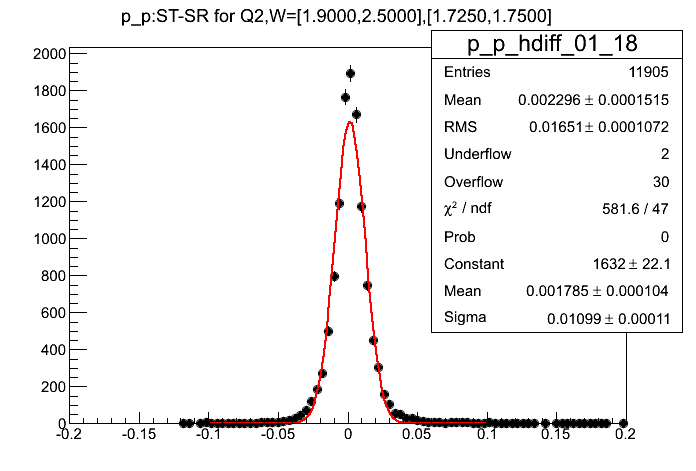 p_p:ST-SR for Q2,W=[1.9000,2.5000],[1.7250,1.7500]
p_p_hdiff_01_18
Entries 11905
Mean 0.002296 ± 0.0001515
RMS 0.01651 ± 0.0001072
Underflow 2
Overflow 30
χ² / ndf 581.6 / 47
Prob 0
Constant 1632 ± 22.1
Mean 0.001785 ± 0.000104
Sigma 0.01099 ± 0.00011
2000
1800
1600
1400
1200
1000
800
600
400
200
0
-0.2 -0.15 -0.1 -0.05 0 0.05 0.1 0.15 0.2